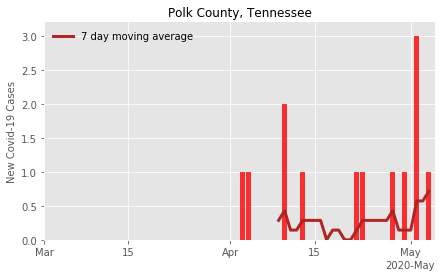 Polk County, Tennessee
7 day moving average
New Covid-19 Cases
3.0
2.5
2.0
1.5
1.0
0.5
0.0
Mar 15 Apr 15 May
2020-May